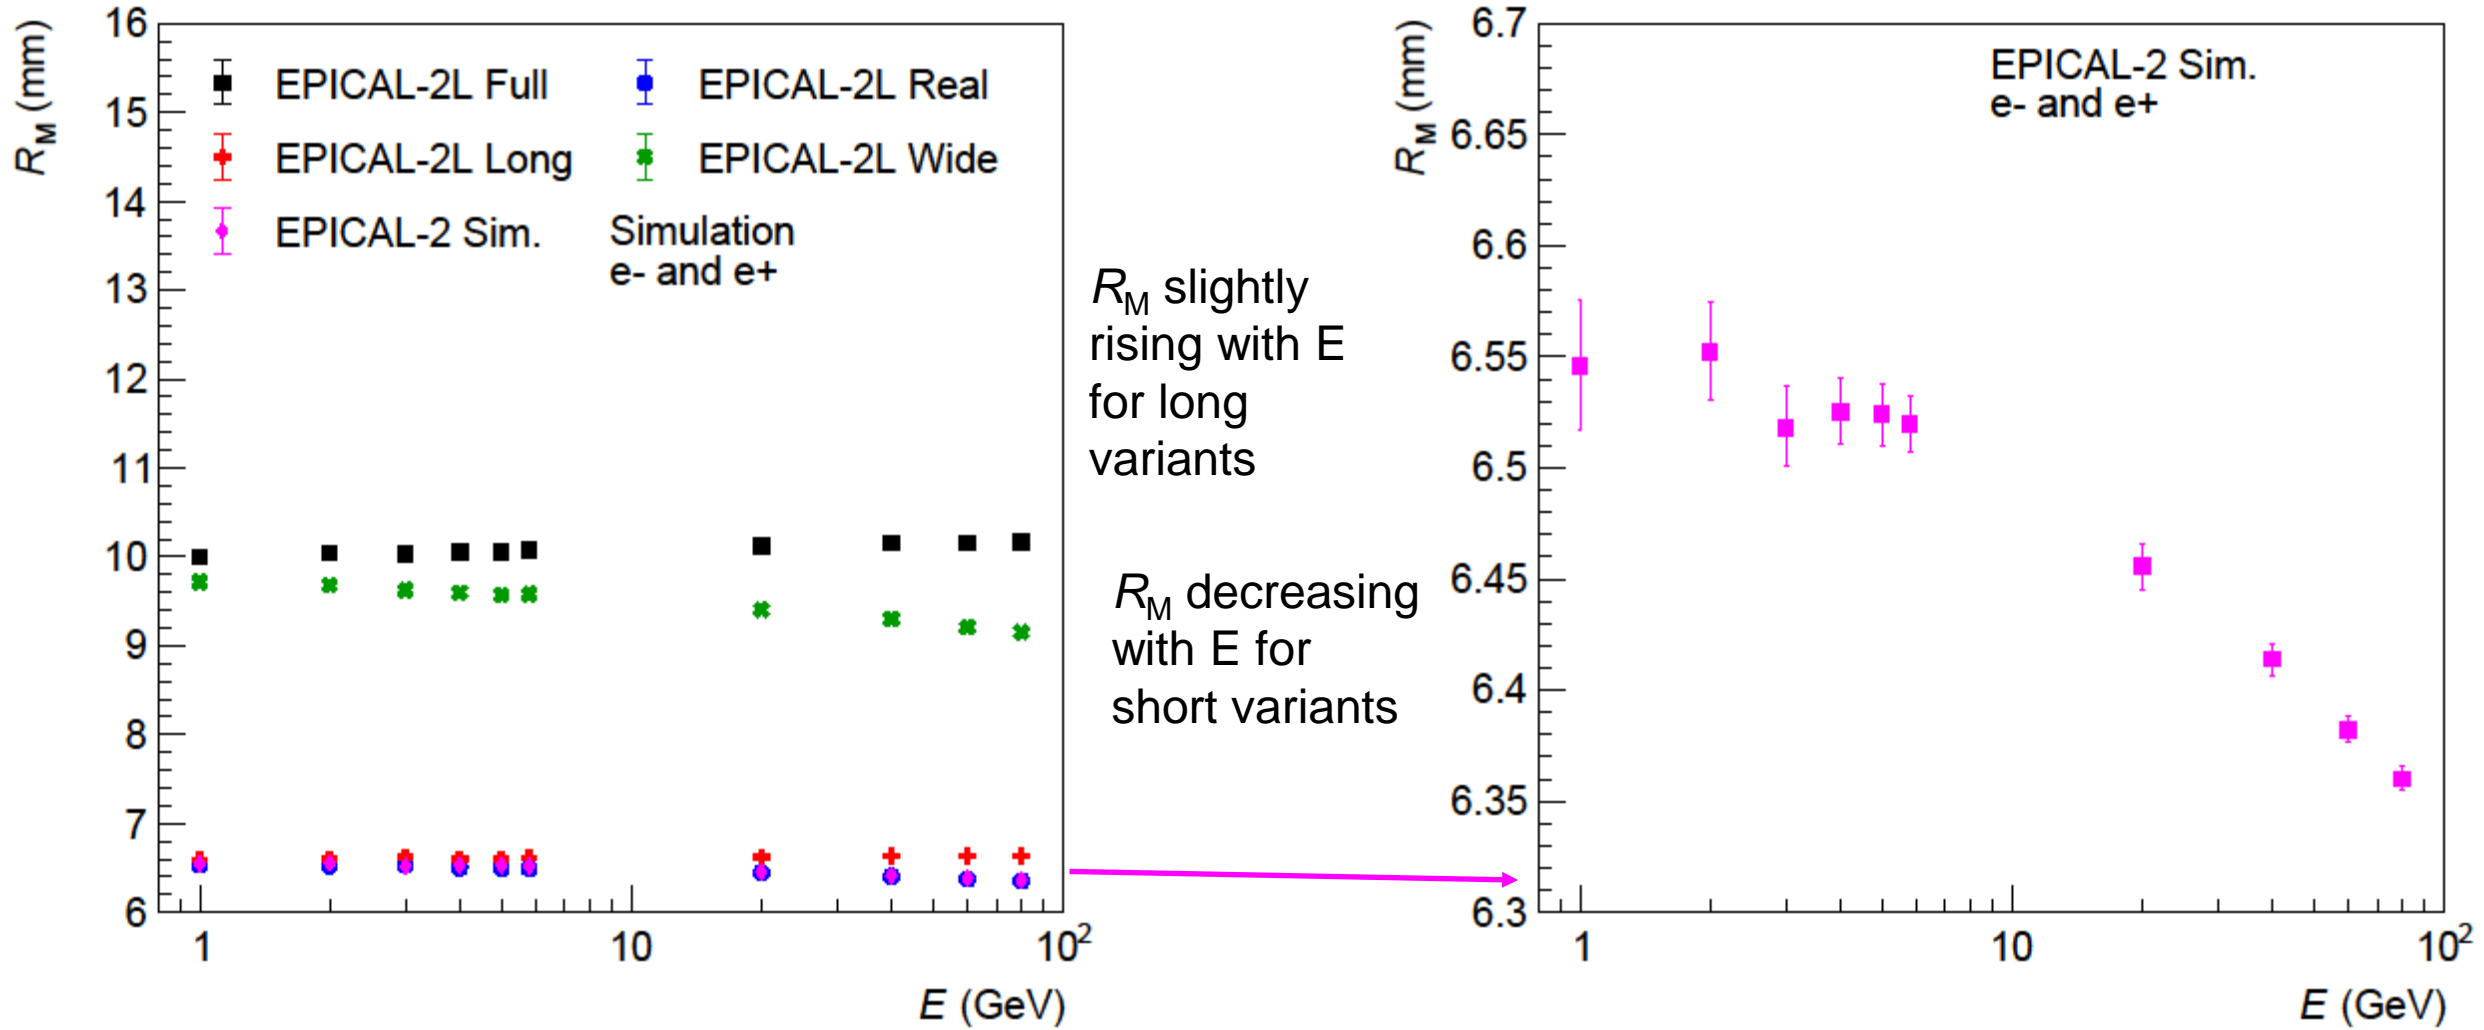 R_M (mm)
16
15
14
13
12
11
10
9
8
7
6
EPICAL-2L Full
EPICAL-2L Real
EPICAL-2L Long
EPICAL-2L Wide
EPICAL-2 Sim.
Simulation
e- and e+
1
10
10²
E (GeV)
R_M slightly
rising with E
for long
variants
R_M decreasing
with E for
short variants
R_M (mm)
6.7
6.65
6.6
6.55
6.5
6.45
6.4
6.35
6.3
EPICAL-2 Sim.
e- and e+
1
10
10²
E (GeV)